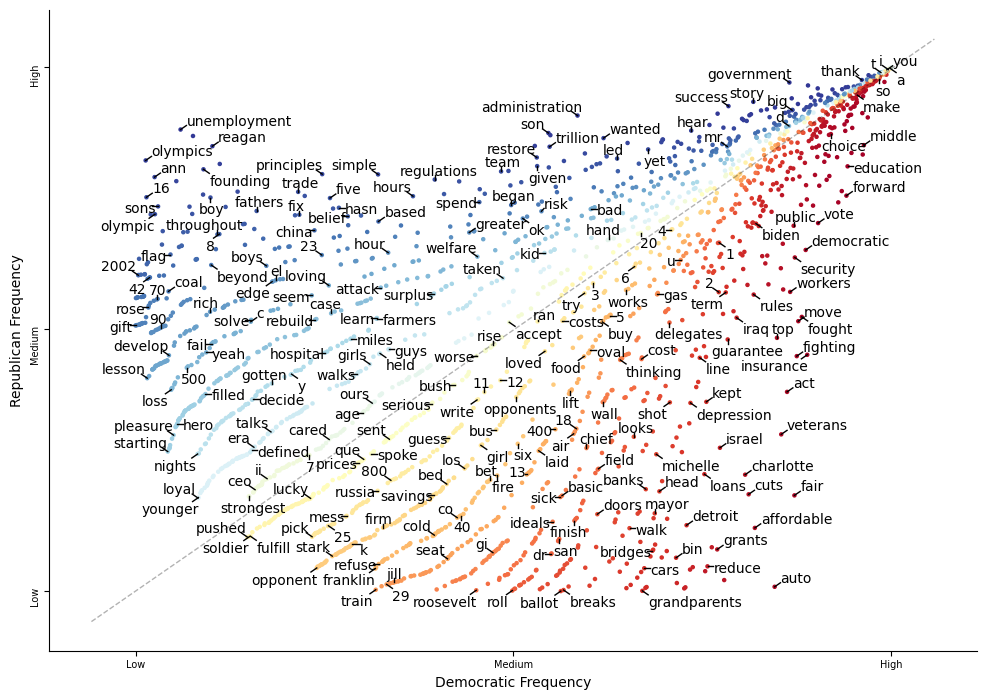 High
thank
t
i
you
government
a
success
story
so
administration
big
make
unemployment
son
d
reagan
trillion
wanted
hear
middle
olympics
restore
led
mr
choice
ann
principles
simple
team
yet
education
founding
trade
regulations
given
16
five
hours
forward
fathers
fix
hasn
spend
began
risk
bad
sons
boy
belief
based
public
vote
olympic
throughout
china
greater
ok
hand
4
biden
8
23
hour
welfare
kid
20
democratic
flag
boys
el
taken
u
1
2002
beyond
loving
6
security
42
70
coal
edge
seem
attack
surplus
3
gas
2
workers
rose
rich
case
try
works
term
rules
90
c
ran
5
move
gift
solve
rebuild
learn
farmers
costs
delegates
iraq
top
fought
develop
fail
miles
rise
accept
buy
yeah
hospital
girls
guys
worse
oval
cost
guarantee
fighting
lesson
500
gotten
walks
held
loved
food
thinking
line
insurance
loss
filled
y
bush
11
12
act
decide
ours
serious
write
opponents
lift
wall
shot
kept
pleasure
hero
talks
age
18
depression
starting
era
cared
sent
guess
bus
400
chief
looks
veterans
nights
defined
que
spoke
girl
six
air
israel
ii
7
prices
los
laid
field
michelle
charlotte
loyal
ceo
800
bed
bet
13
banks
head
loans
cuts
fair
younger
lucky
russia
savings
fire
sick
basic
strongest
mess
firm
co
doors
mayor
pushed
pick
25
cold
40
ideals
finish
walk
detroit
affordable
soldier
fulfill
stark
k
seat
gi
dr
san
bridges
bin
grants
opponent
refuse
franklin
jill
cars
reduce
auto
train
29
roosevelt
roll
ballot
breaks
grandparents
Medium
Low
Republican Frequency
Low
Medium
High
Democratic Frequency